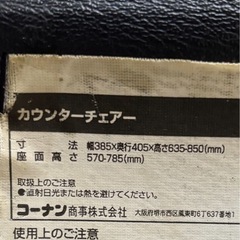 カウンターチェアー
寸 法 幅385×奥行405×高さ635-850(mm)
座面高さ 570-785(mm)
取扱上のご注意
●直射日光または熱を避けてください。
コーナン商事株式会社 大阪府堺市西区鳳東町6丁637番1
使用上のご注意